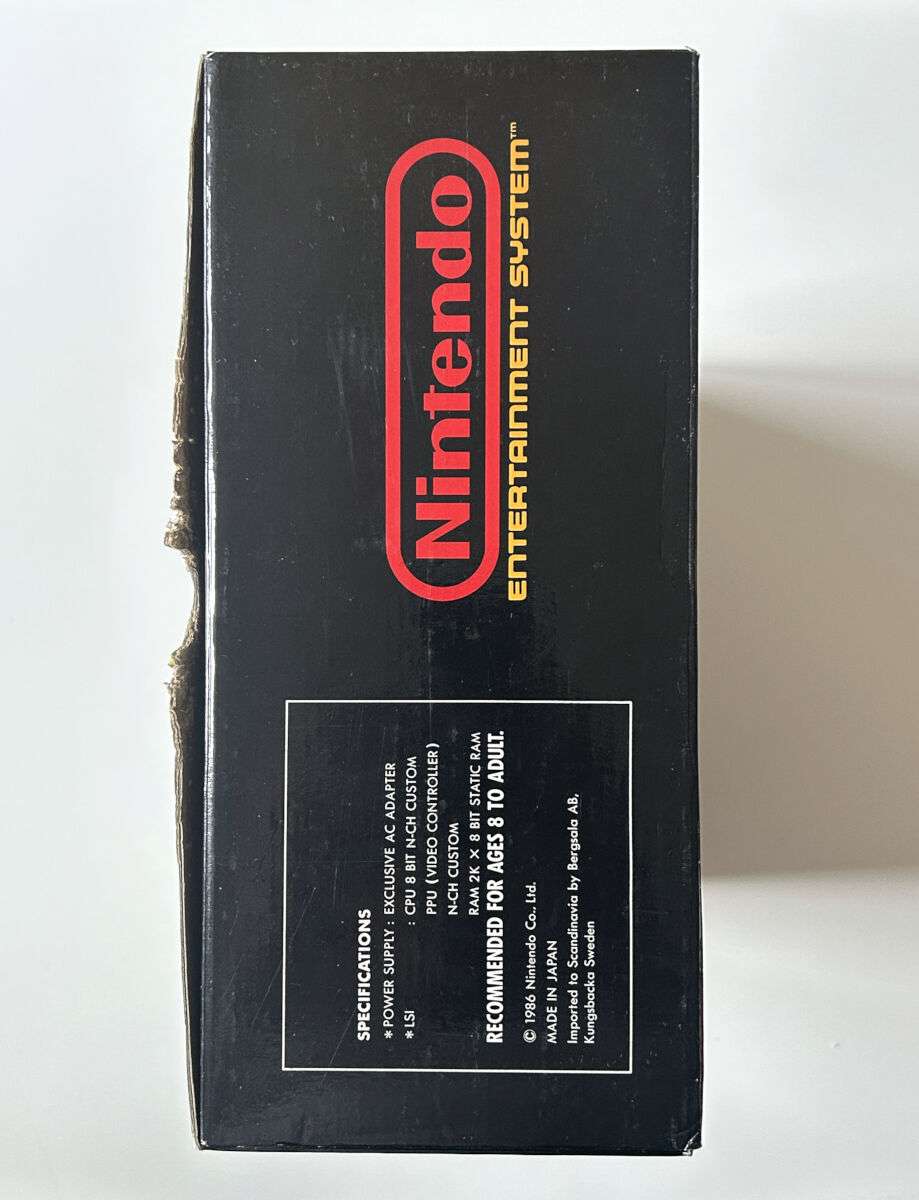 Nintendo
ENTERTAINMENT SYSTEM™
SPECIFICATIONS
*POWER SUPPLY : EXCLUSIVE AC ADAPTER
*LSI : CPU 8 BIT N-CH CUSTOM
PPU (VIDEO CONTROLLER)
N-CH CUSTOM
RAM 2K X 8 BIT STATIC RAM
RECOMMENDED FOR AGES 8 TO ADULT.
© 1986 Nintendo Co., Ltd.
MADE IN JAPAN
Imported to Scandinavia by Bergsala AB,
Kungsbacka Sweden